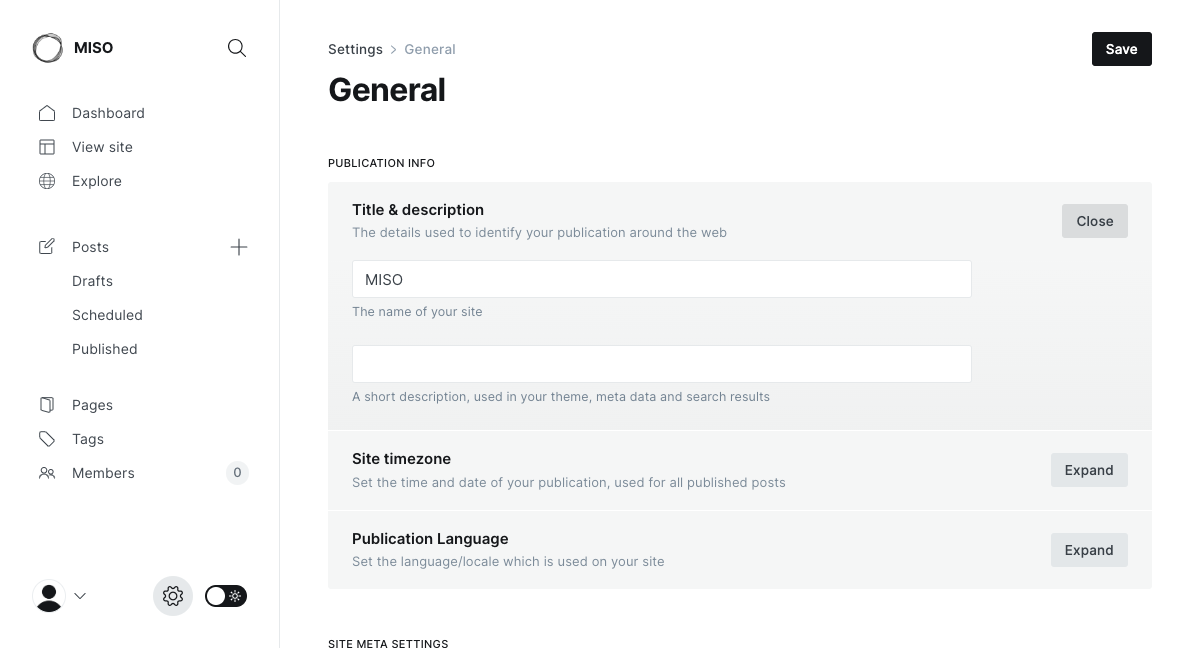 MISO
Dashboard
View site
Explore
Posts
Drafts
Scheduled
Published
Pages
Tags
Members 0
Settings > General
Save
General
PUBLICATION INFO
Title & description
The details used to identify your publication around the web
Close
MISO
The name of your site
A short description, used in your theme, meta data and search results
Site timezone
Set the time and date of your publication, used for all published posts
Expand
Publication Language
Set the language/locale which is used on your site
Expand
SITE META SETTINGS